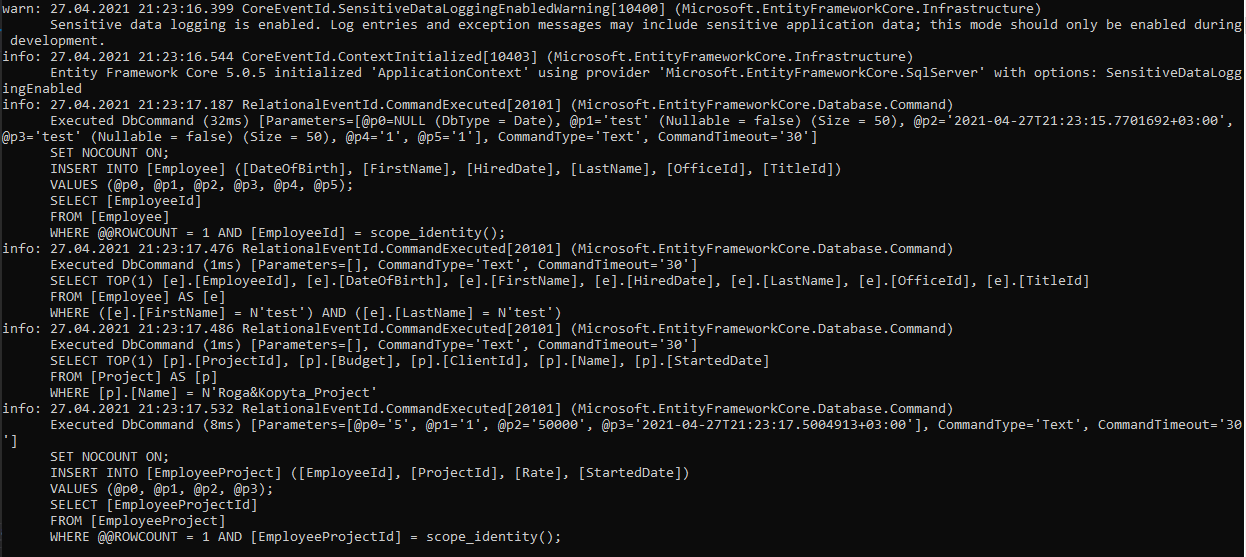 warn: 27.04.2021 21:23:16.399 CoreEventId.SensitiveDataLoggingEnabledWarning[10400] (Microsoft.EntityFrameworkCore.Infrastructure)
Sensitive data logging is enabled. Log entries and exception messages may include sensitive application data; this mode should only be enabled during
development.
info: 27.04.2021 21:23:16.544 CoreEventId.ContextInitialized[10403] (Microsoft.EntityFrameworkCore.Infrastructure)
Entity Framework Core 5.0.5 initialized 'ApplicationContext' using provider 'Microsoft.EntityFrameworkCore.SqlServer' with options: SensitiveDataLogg
ingEnabled
info: 27.04.2021 21:23:17.187 RelationalEventId.CommandExecuted[20101] (Microsoft.EntityFrameworkCore.Database.Command)
Executed DbCommand (32ms) [Parameters=[@p0=NULL (DbType = Date), @p1='test' (Nullable = false) (Size = 50), @p2='2021-04-27T21:23:15.7701692+03:00',
@p3='test' (Nullable = false) (Size = 50), @p4='1', @p5='1'], CommandType='Text', CommandTimeout='30']
SET NOCOUNT ON;
INSERT INTO [Employee] ([DateOfBirth], [FirstName], [HiredDate], [LastName], [OfficeId], [TitleId])
VALUES (@p0, @p1, @p2, @p3, @p4, @p5);
SELECT [EmployeeId]
FROM [Employee]
WHERE @@ROWCOUNT = 1 AND [EmployeeId] = scope_identity();
info: 27.04.2021 21:23:17.476 RelationalEventId.CommandExecuted[20101] (Microsoft.EntityFrameworkCore.Database.Command)
Executed DbCommand (1ms) [Parameters=[], CommandType='Text', CommandTimeout='30']
SELECT TOP(1) [e].[EmployeeId], [e].[DateOfBirth], [e].[FirstName], [e].[HiredDate], [e].[LastName], [e].[OfficeId], [e].[TitleId]
FROM [Employee] AS [e]
WHERE ([e].[FirstName] = N'test') AND ([e].[LastName] = N'test')
info: 27.04.2021 21:23:17.486 RelationalEventId.CommandExecuted[20101] (Microsoft.EntityFrameworkCore.Database.Command)
Executed DbCommand (1ms) [Parameters=[], CommandType='Text', CommandTimeout='30']
SELECT TOP(1) [p].[ProjectId], [p].[Budget], [p].[ClientId], [p].[Name], [p].[StartedDate]
FROM [Project] AS [p]
WHERE [p].[Name] = N'Roga&Kopyta_Project'
info: 27.04.2021 21:23:17.532 RelationalEventId.CommandExecuted[20101] (Microsoft.EntityFrameworkCore.Database.Command)
Executed DbCommand (8ms) [Parameters=[@p0='5', @p1='1', @p2='50000', @p3='2021-04-27T21:23:17.5004913+03:00'], CommandType='Text', CommandTimeout='30
']
SET NOCOUNT ON;
INSERT INTO [EmployeeProject] ([EmployeeId], [ProjectId], [Rate], [StartedDate])
VALUES (@p0, @p1, @p2, @p3);
SELECT [EmployeeProjectId]
FROM [EmployeeProject]
WHERE @@ROWCOUNT = 1 AND [EmployeeProjectId] = scope_identity();